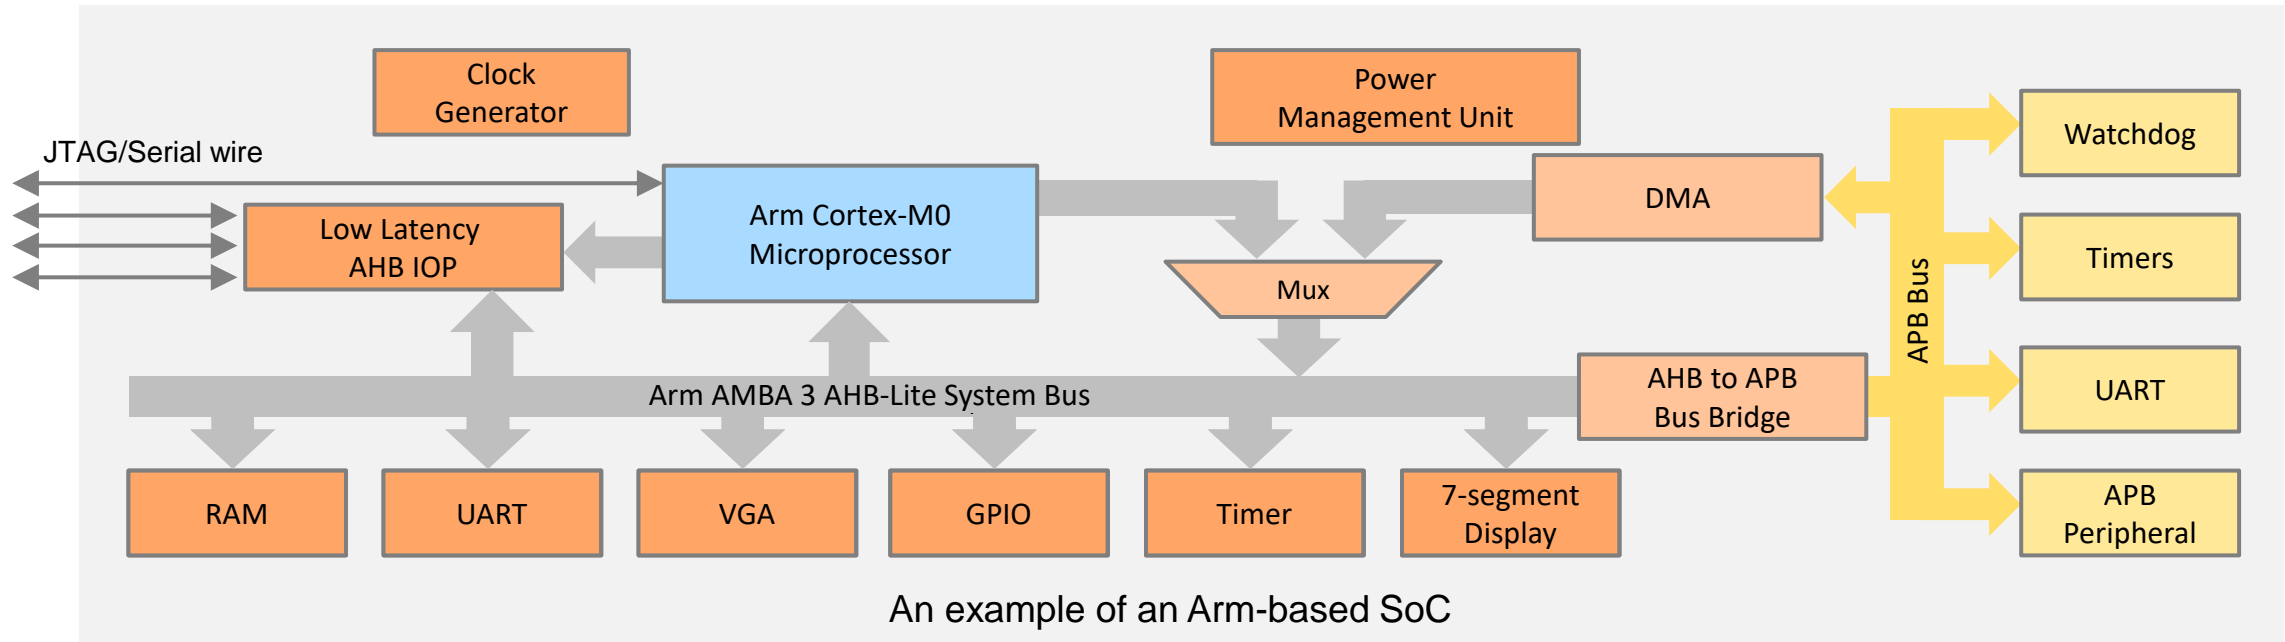 Clock
Generator
Power
Management Unit
JTAG/Serial wire
Watchdog
Low Latency
AHB IOP
Arm Cortex-M0
Microprocessor
DMA
Timers
Mux
APB Bus
Arm AMBA 3 AHB-Lite System Bus
AHB to APB
Bus Bridge
UART
RAM
UART
VGA
GPIO
Timer
7-segment
Display
APB
Peripheral
An example of an Arm-based SoC